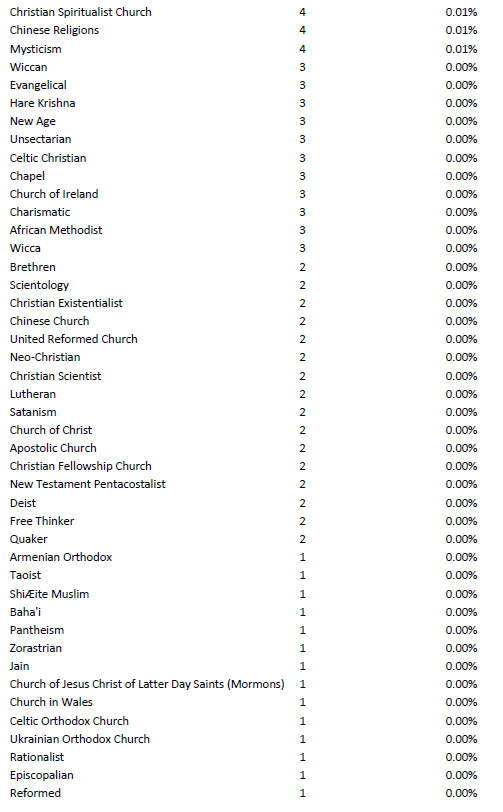 Christian Spiritualist Church 4 0.01%
Chinese Religions 4 0.01%
Mysticism 4 0.01%
Wiccan 3 0.00%
Evangelical 3 0.00%
Hare Krishna 3 0.00%
New Age 3 0.00%
Unsectarian 3 0.00%
Celtic Christian 3 0.00%
Chapel 3 0.00%
Church of Ireland 3 0.00%
Charismatic 3 0.00%
African Methodist 3 0.00%
Wicca 3 0.00%
Brethren 2 0.00%
Scientology 2 0.00%
Christian Existentialist 2 0.00%
Chinese Church 2 0.00%
United Reformed Church 2 0.00%
Neo-Christian 2 0.00%
Christian Scientist 2 0.00%
Lutheran 2 0.00%
Satanism 2 0.00%
Church of Christ 2 0.00%
Apostolic Church 2 0.00%
Christian Fellowship Church 2 0.00%
New Testament Pentacostalist 2 0.00%
Deist 2 0.00%
Free Thinker 2 0.00%
Quaker 2 0.00%
Armenian Orthodox 1 0.00%
Taoist 1 0.00%
ShiÆite Muslim 1 0.00%
Baha'i 1 0.00%
Pantheism 1 0.00%
Zorastrian 1 0.00%
Jain 1 0.00%
Church of Jesus Christ of Latter Day Saints (Mormons) 1 0.00%
Church in Wales 1 0.00%
Celtic Orthodox Church 1 0.00%
Ukrainian Orthodox Church 1 0.00%
Rationalist 1 0.00%
Episcopalian 1 0.00%
Reformed 1 0.00%